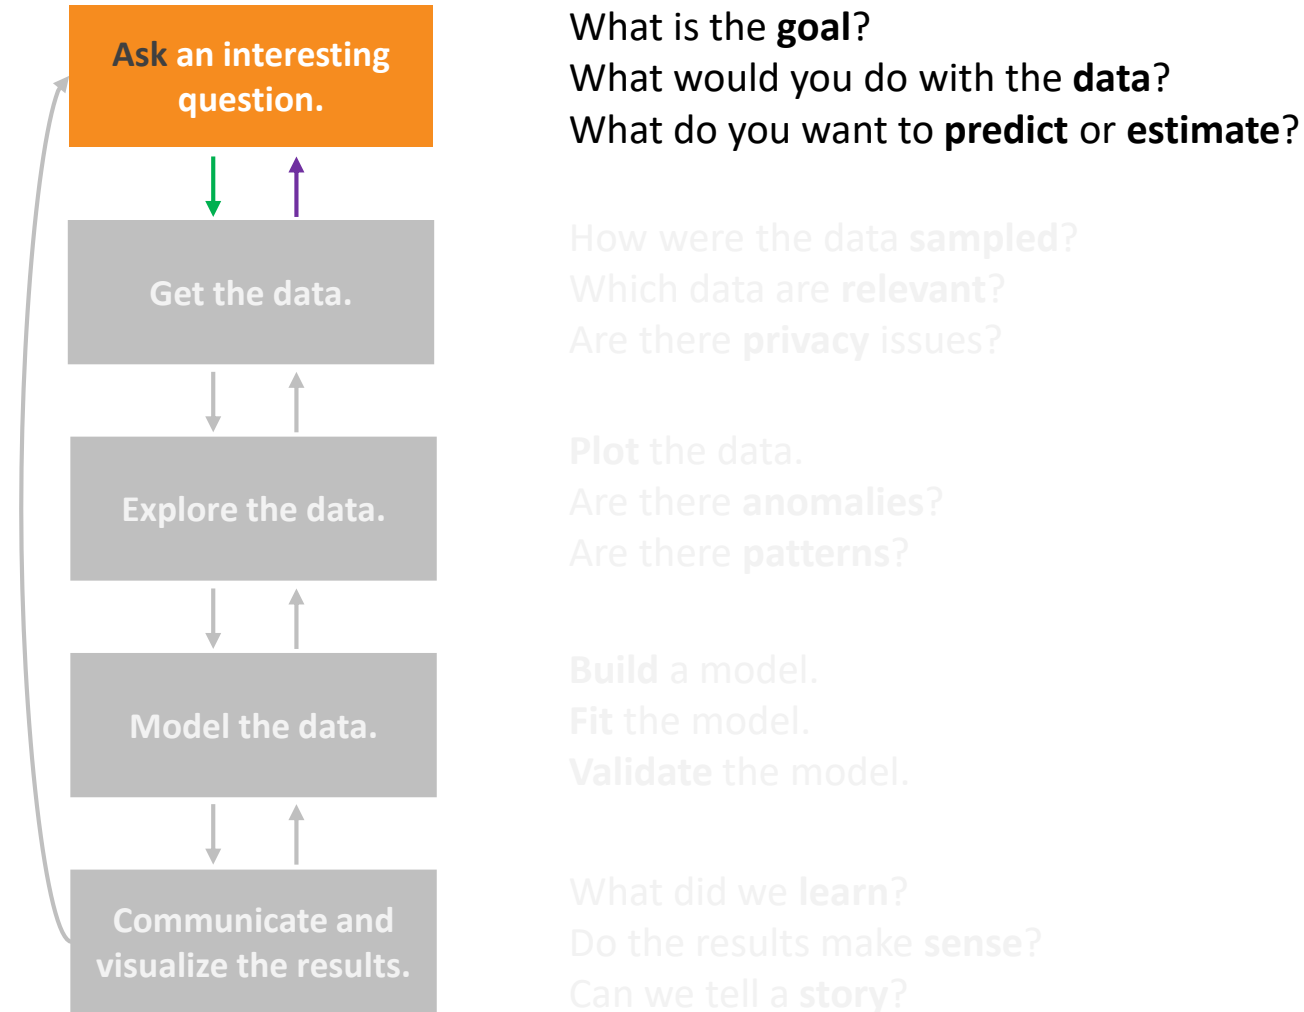 Ask an interesting
question.
What is the goal?
What would you do with the data?
What do you want to predict or estimate?
Get the data.
How were the data sampled?
Which data are relevant?
Are there privacy issues?
Explore the data.
Plot the data.
Are there anomalies?
Are there patterns?
Model the data.
Build a model.
Fit the model.
Validate the model.
Communicate and
visualize the results.
What did we learn?
Do the results make sense?
Can we tell a story?